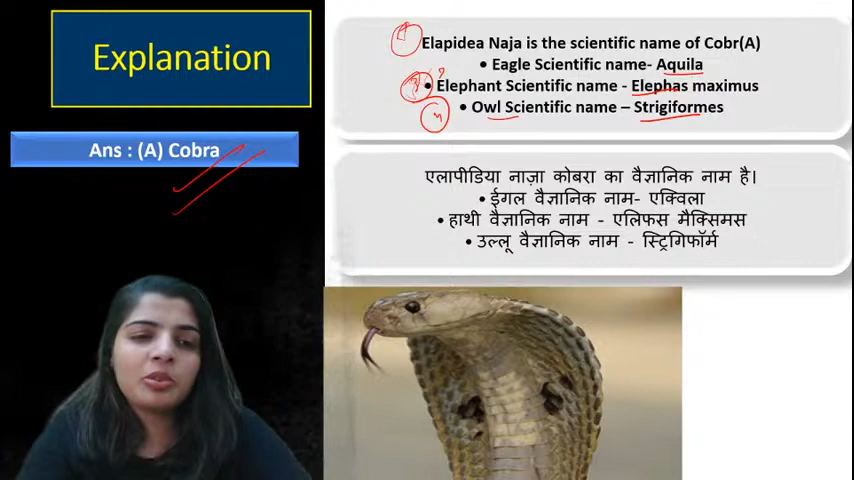 Explanation
Ans : (A) Cobra
Elapidea Naja is the scientific name of Cobr(A)
• Eagle Scientific name- Aquila
• Elephant Scientific name - Elephas maximus
• Owl Scientific name – Strigiformes
एलापीडिया नाज़ा कोबरा का वैज्ञानिक नाम है।
• ईगल वैज्ञानिक नाम- एक्विला
• हाथी वैज्ञानिक नाम - एलिफस मैक्सिमस
• उल्लू वैज्ञानिक नाम - स्ट्रिगिफॉर्म